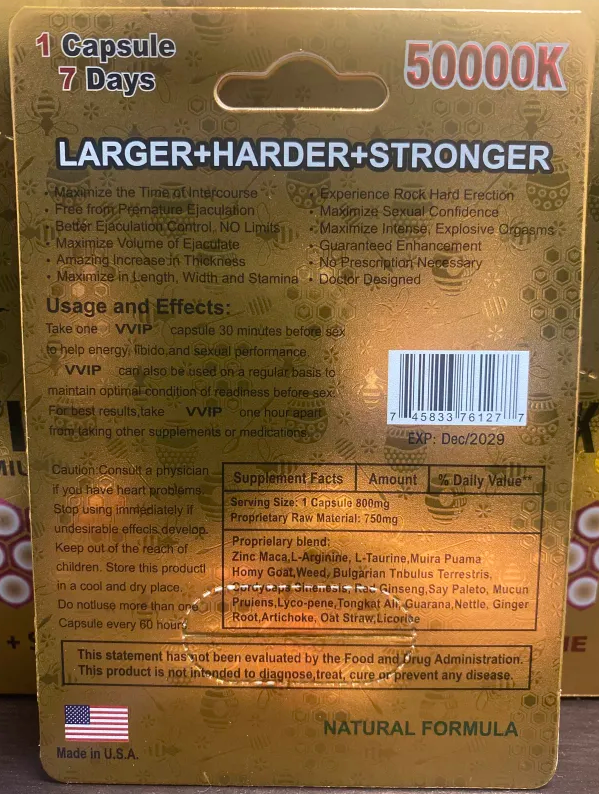 1 Capsule
7 Days
50000K
LARGER+HARDER+STRONGER
• Maximize the Time of Intercourse
• Free from Premature Ejaculation
Better Ejaculation Control, NO Limits
• Maximize Volume of Ejaculate
• Amazing Increase in Thickness
• Maximize in Length, Width and Stamina
• Experience Rock Hard Erection
Maximize Sexual Confidence
• Maximize Intense, Explosive Orgasms
• Guaranteed Enhancement
• No Prescription Necessary
• Doctor Designed
Usage and Effects:
Take one VVIP capsule 30 minutes before sex
to help energy, libido,and sexual performance.
VVIP can also be used on a regular basis to
maintain optimal condition of readiness before sex.
For best results,take VVIP one hour apart
from taking other supplements or medications.
7 45833 76127 7
EXP: Dec/2029
Caution:Consult a physician
if you have heart problems
Stop using immediately if
undesirable effects develop.
Keep out of the reach of
children. Store this productl
in a cool and dry place.
Do notluse more than one
Capsule every 60 hours
Supplement Facts Amount % Daily Value**
Serving Size: 1 Capsule 800mg
Proprietary Raw Material: 750mg
Proprielary blend:
Zinc Maca,L-Arginine, L-Taurine,Muira Puama
Homy Goat,Weed, Bulgarian Tnbulus Terrestris,
Cordyceps Sinensis, Red Ginseng,Say Paleto, Mucun
Pruiens,Lyco-pene,Tongkat Ali, Guarana,Nettle, Ginger
Root,Artichoke, Oat Straw,Licorise
This statement has not been evaluated by the Food and Drug Administration.
This product is not intended to diagnose,treat, cure or prevent any disease.
Made in U.S.A.
NATURAL FORMULA